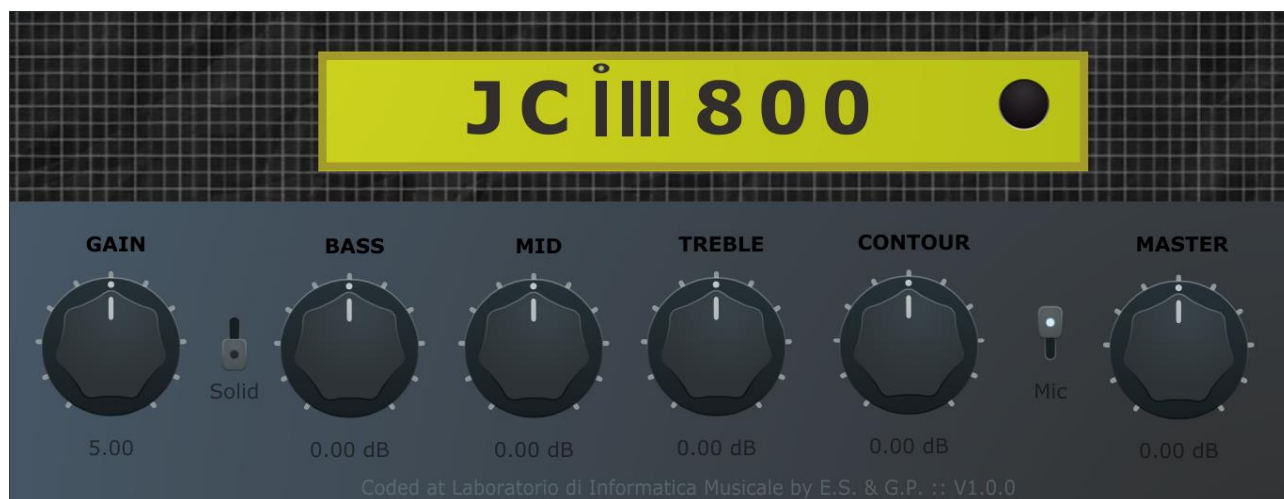 JCiM800
GAIN
BASS
MID
TREBLE
CONTOUR
MASTER
Solid
Mic
5.00
0.00 dB
0.00 dB
0.00 dB
0.00 dB
0.00 dB
Coded at Laboratorio di Informatica Musicale by E.S. & G.P. :: V1.0.0